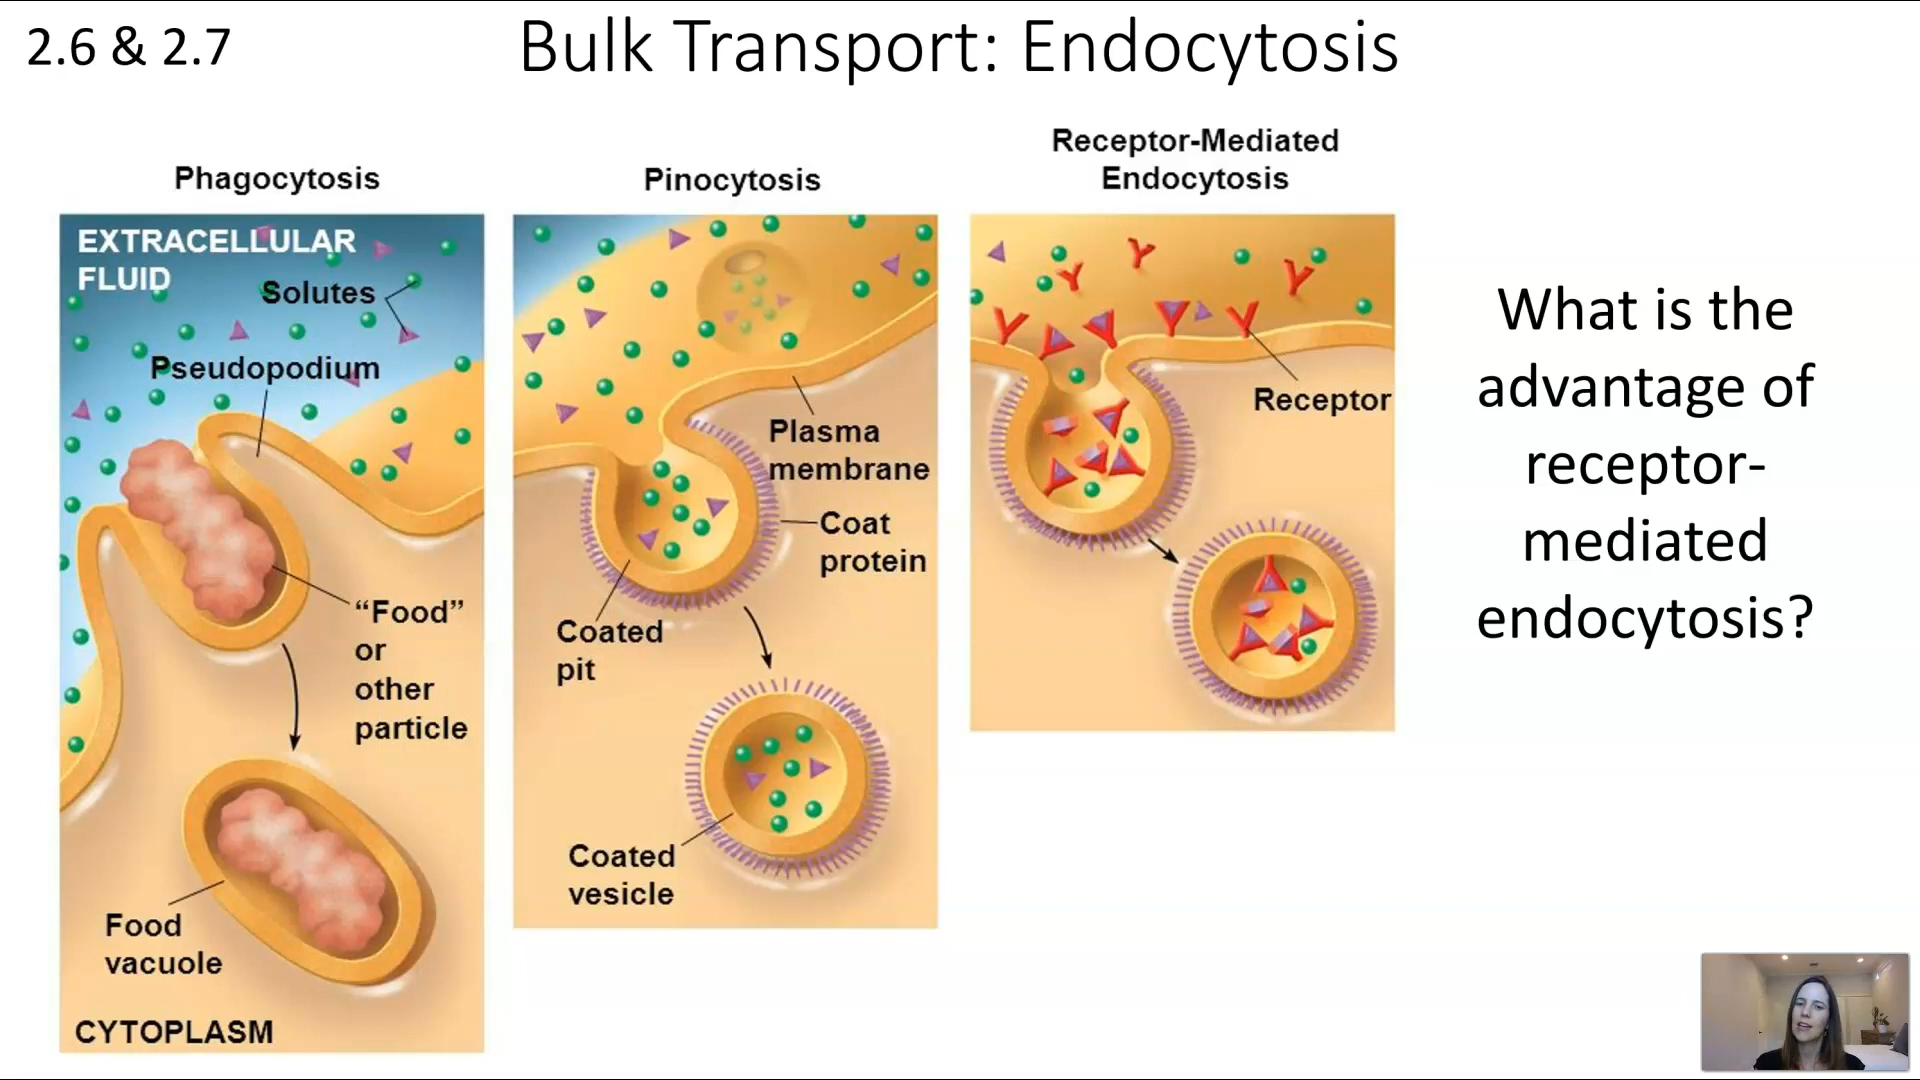 2.6 & 2.7
Bulk Transport: Endocytosis
Phagocytosis
EXTRACELLULAR
FLUID
Solutes
Pseudopodium
“Food”
or
other
particle
Food
vacuole
CYTOPLASM
Pinocytosis
Plasma
membrane
Coat
protein
Coated
pit
Coated
vesicle
Receptor-Mediated
Endocytosis
Receptor
What is the
advantage of
receptor-
mediated
endocytosis?